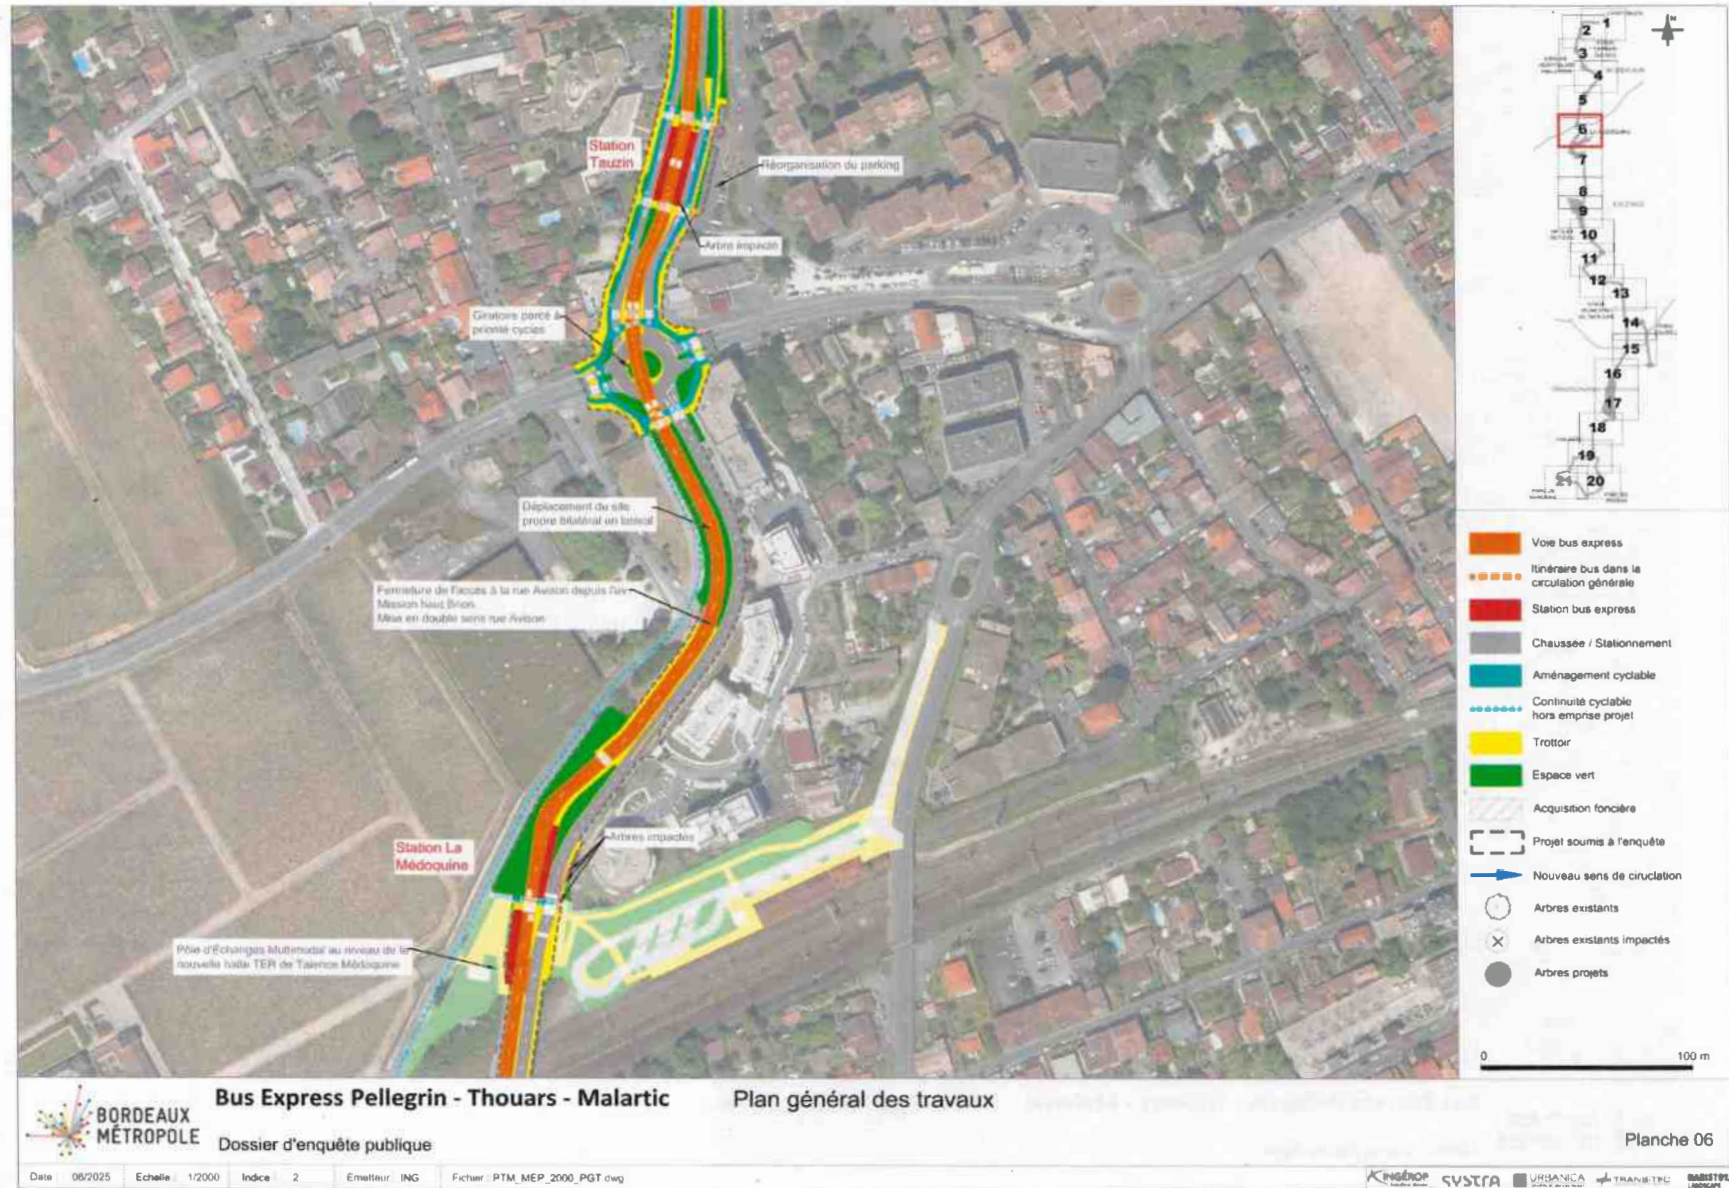 Station
Tauzin
Réorganisation du parking
Arbre impacté
Giratoire percé à
priorité cycles
Déplacement du site
propre bilatéral en latéral
Fermeture de l'accès à la rue Avison depuis l'av
Mission haut Brion
Mise en double sens rue Avison
Arbres impactés
Station La
Médoquine
Pôle d'Échanges Multimodal au niveau de la
nouvelle halte TER de Talence Médoquine
N
1
2
3
4
5
6
7
8
9
10
11
12
13
14
15
16
17
18
19
20
21
Voie bus express
Itinéraire bus dans la
circulation générale
Station bus express
Chaussée / Stationnement
Aménagement cyclable
Continuité cyclable
hors emprise projet
Trottoir
Espace vert
Acquisition foncière
Projet soumis à l'enquête
Nouveau sens de ciruclation
Arbres existants
Arbres existants impactés
Arbres projets
0 100 m
BORDEAUX
MÉTROPOLE
Bus Express Pellegrin - Thouars - Malartic
Plan général des travaux
Dossier d'enquête publique
Planche 06
Date 06/2025 Echelle 1/2000 Indice 2 Emetteur ING Fichier : PTM_MEP_2000_PGT.dwg
INGÉROP SYSTRA URBANICA TRANSITEC